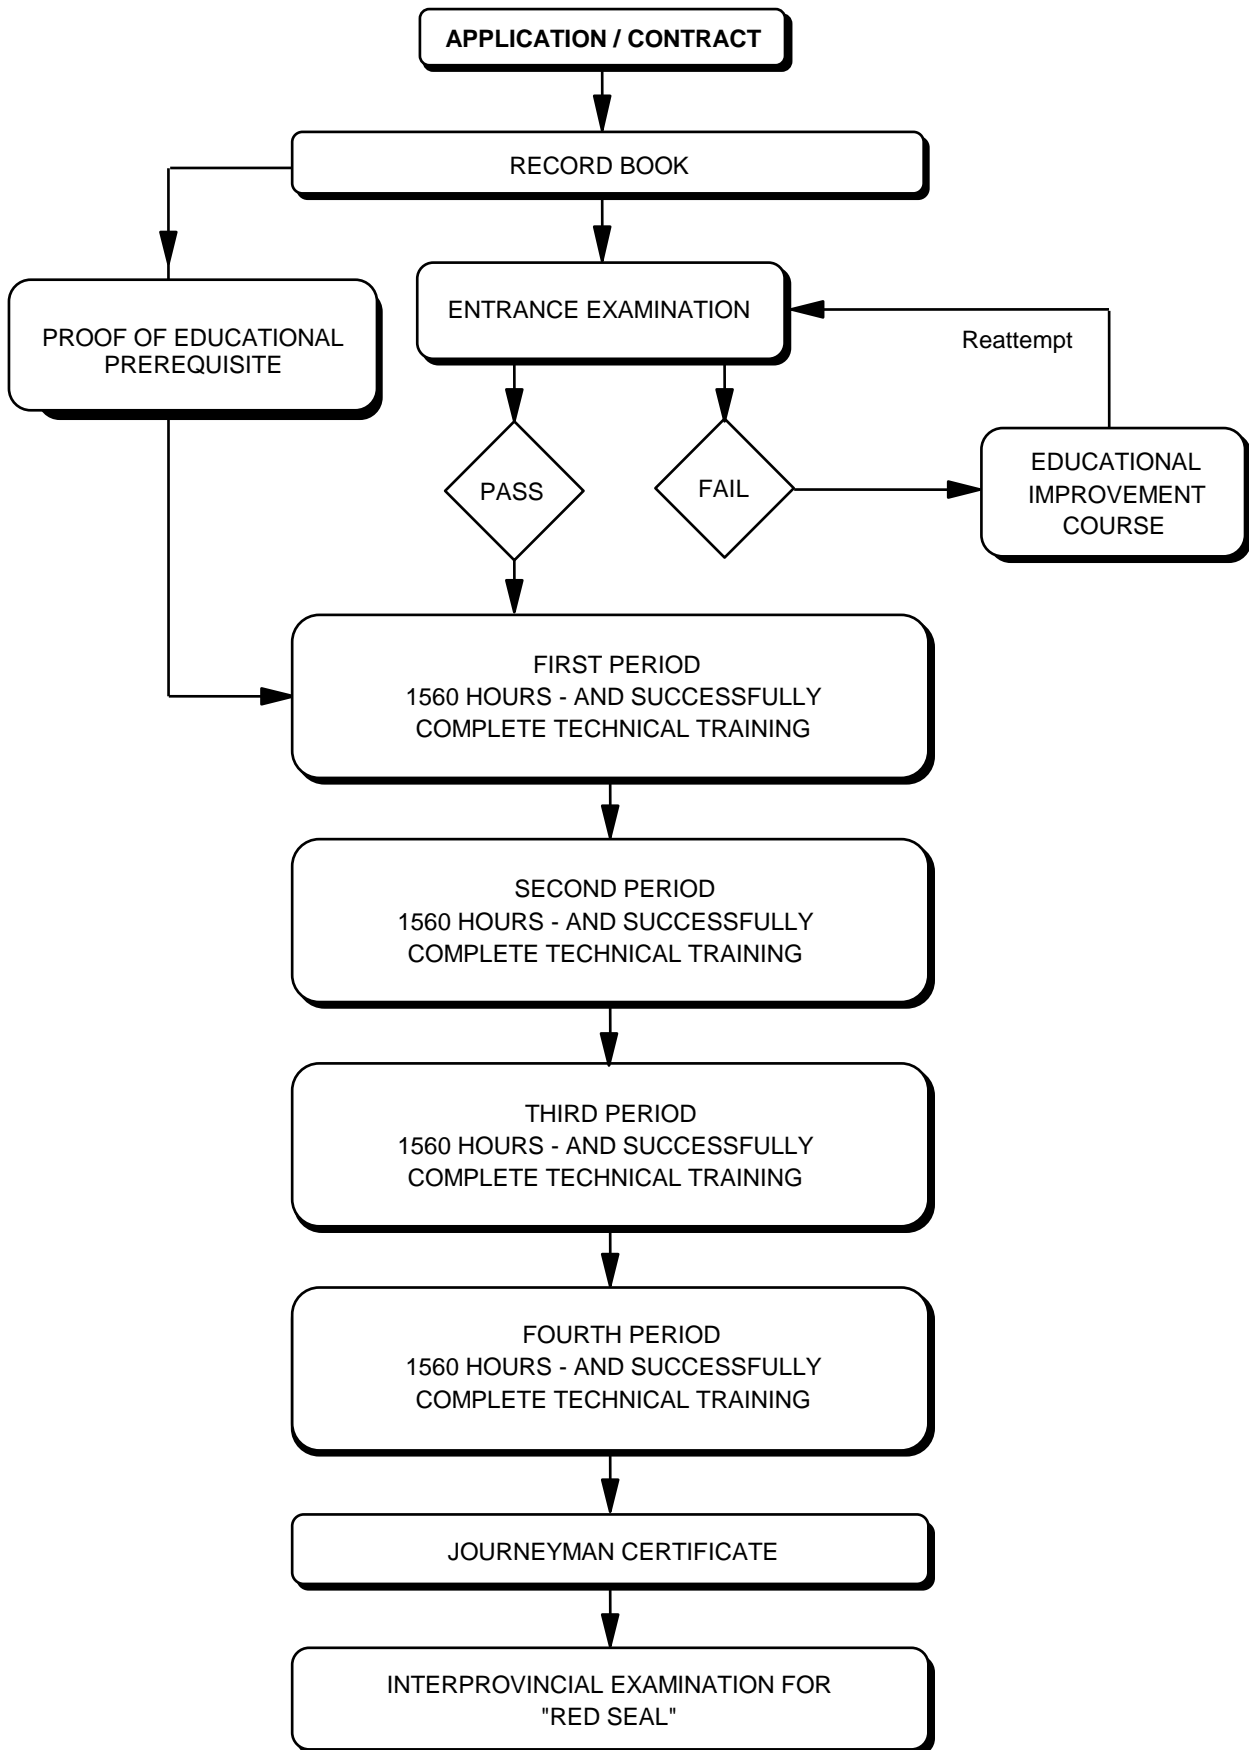 APPLICATION / CONTRACT
RECORD BOOK
PROOF OF EDUCATIONAL
PREREQUISITE
ENTRANCE EXAMINATION
Reattempt
PASS
FAIL
EDUCATIONAL
IMPROVEMENT
COURSE
FIRST PERIOD
1560 HOURS - AND SUCCESSFULLY
COMPLETE TECHNICAL TRAINING
SECOND PERIOD
1560 HOURS - AND SUCCESSFULLY
COMPLETE TECHNICAL TRAINING
THIRD PERIOD
1560 HOURS - AND SUCCESSFULLY
COMPLETE TECHNICAL TRAINING
FOURTH PERIOD
1560 HOURS - AND SUCCESSFULLY
COMPLETE TECHNICAL TRAINING
JOURNEYMAN CERTIFICATE
INTERPROVINCIAL EXAMINATION FOR
"RED SEAL"